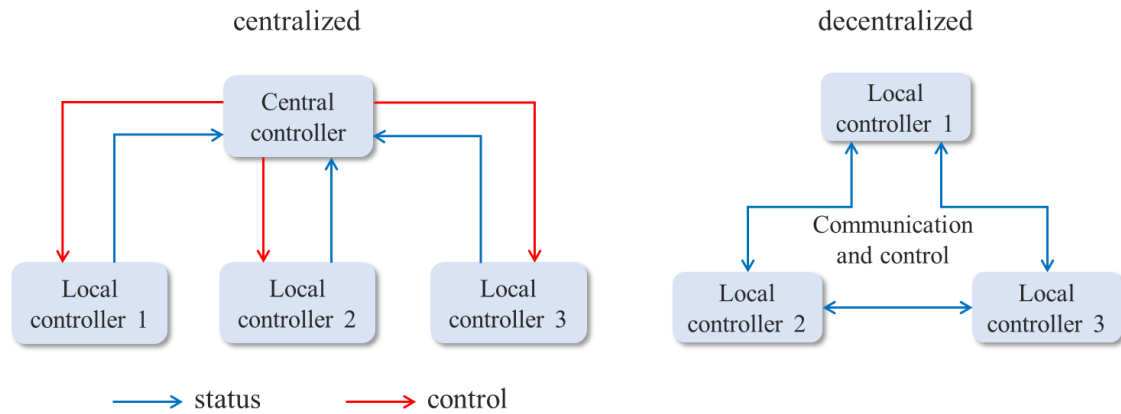 centralized
Central
controller
Local
controller 1
Local
controller 2
Local
controller 3
status
control
decentralized
Local
controller 1
Communication
and control
Local
controller 2
Local
controller 3